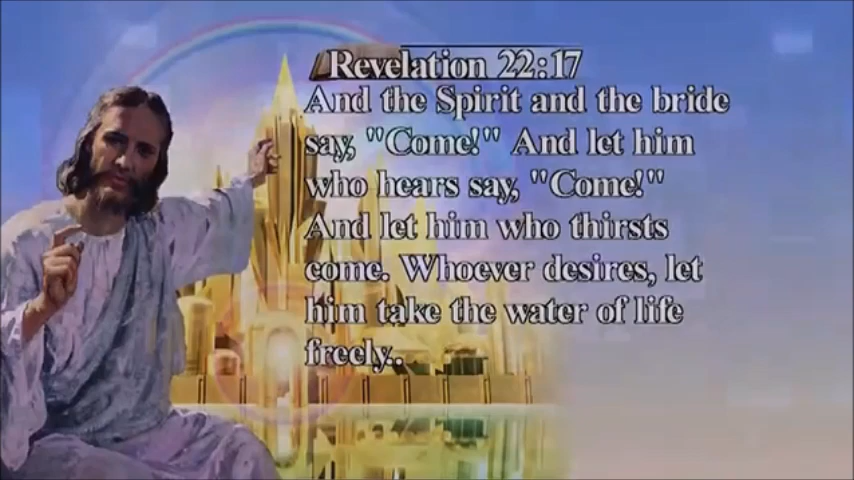 Revelation 22:17
And the Spirit and the bride
say, "Come!" And let him
who hears say, "Come!"
And let him who thirsts
come. Whoever desires, let
him take the water of life
freely..